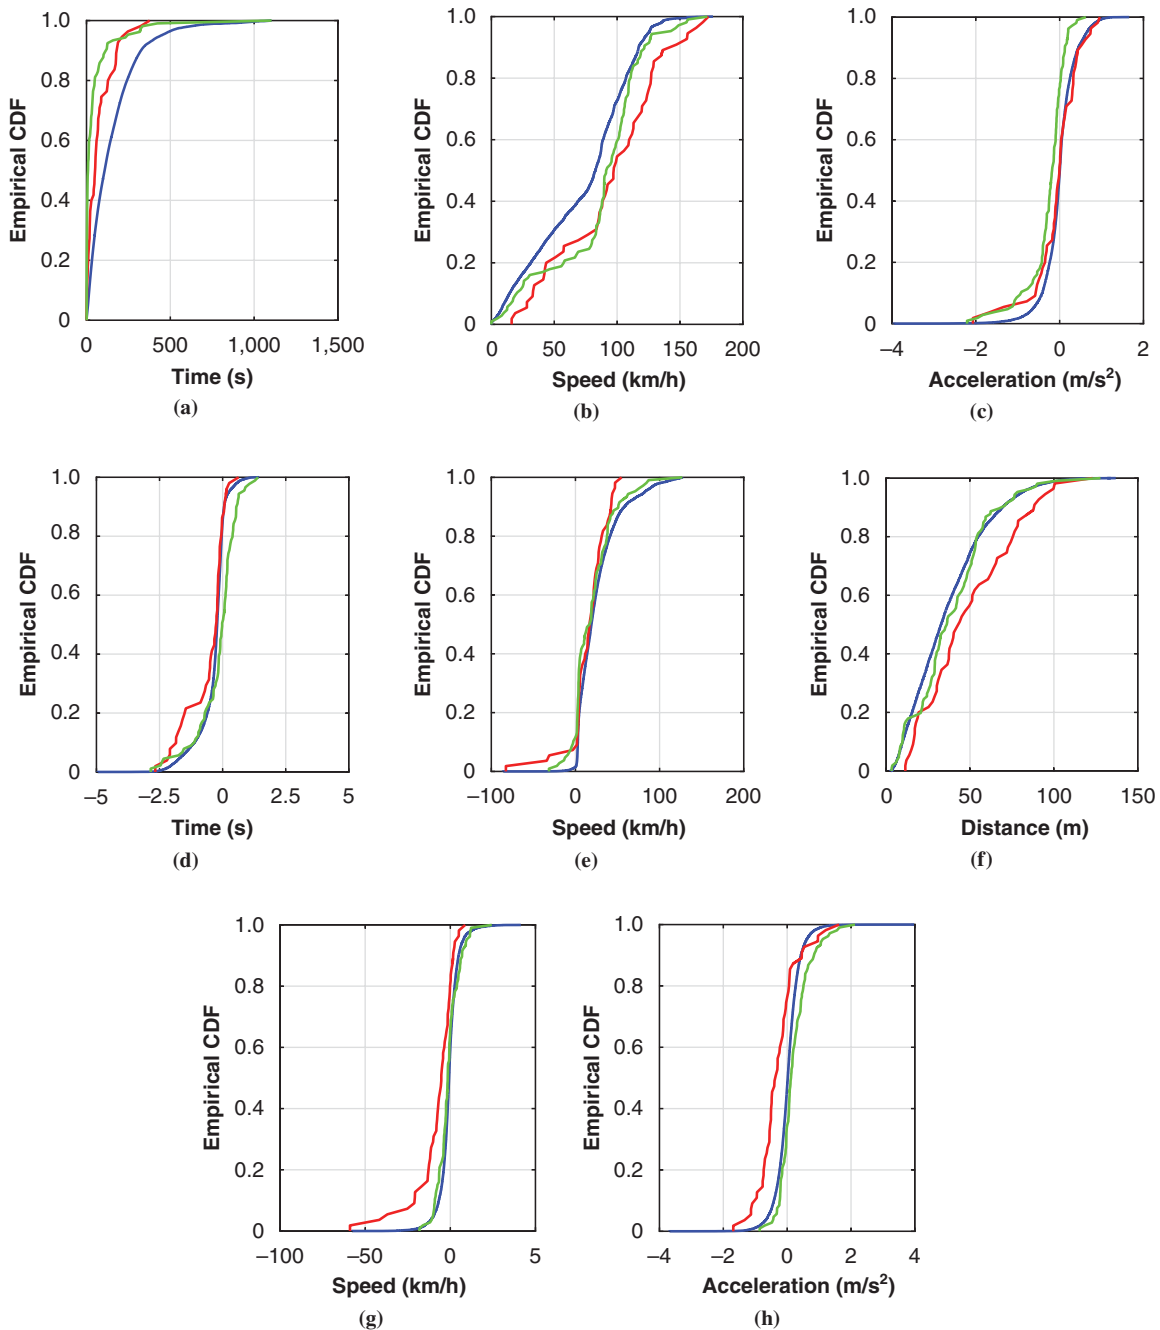 1.0
0.8
0.6
0.4
0.2
0
Empirical CDF
0 500 1,000 1,500
Time (s)
(a)
1.0
0.8
0.6
0.4
0.2
0
Empirical CDF
0 50 100 150 200
Speed (km/h)
(b)
1.0
0.8
0.6
0.4
0.2
0
Empirical CDF
−4 −2 0 2
Acceleration (m/s²)
(c)
1.0
0.8
0.6
0.4
0.2
0
Empirical CDF
−5 −2.5 0 2.5 5
Time (s)
(d)
1.0
0.8
0.6
0.4
0.2
0
Empirical CDF
−100 0 100 200
Speed (km/h)
(e)
1.0
0.8
0.6
0.4
0.2
0
Empirical CDF
0 50 100 150
Distance (m)
(f)
1.0
0.8
0.6
0.4
0.2
0
Empirical CDF
−100 −50 0 5
Speed (km/h)
(g)
1.0
0.8
0.6
0.4
0.2
0
Empirical CDF
−4 −2 0 2 4
Acceleration (m/s²)
(h)